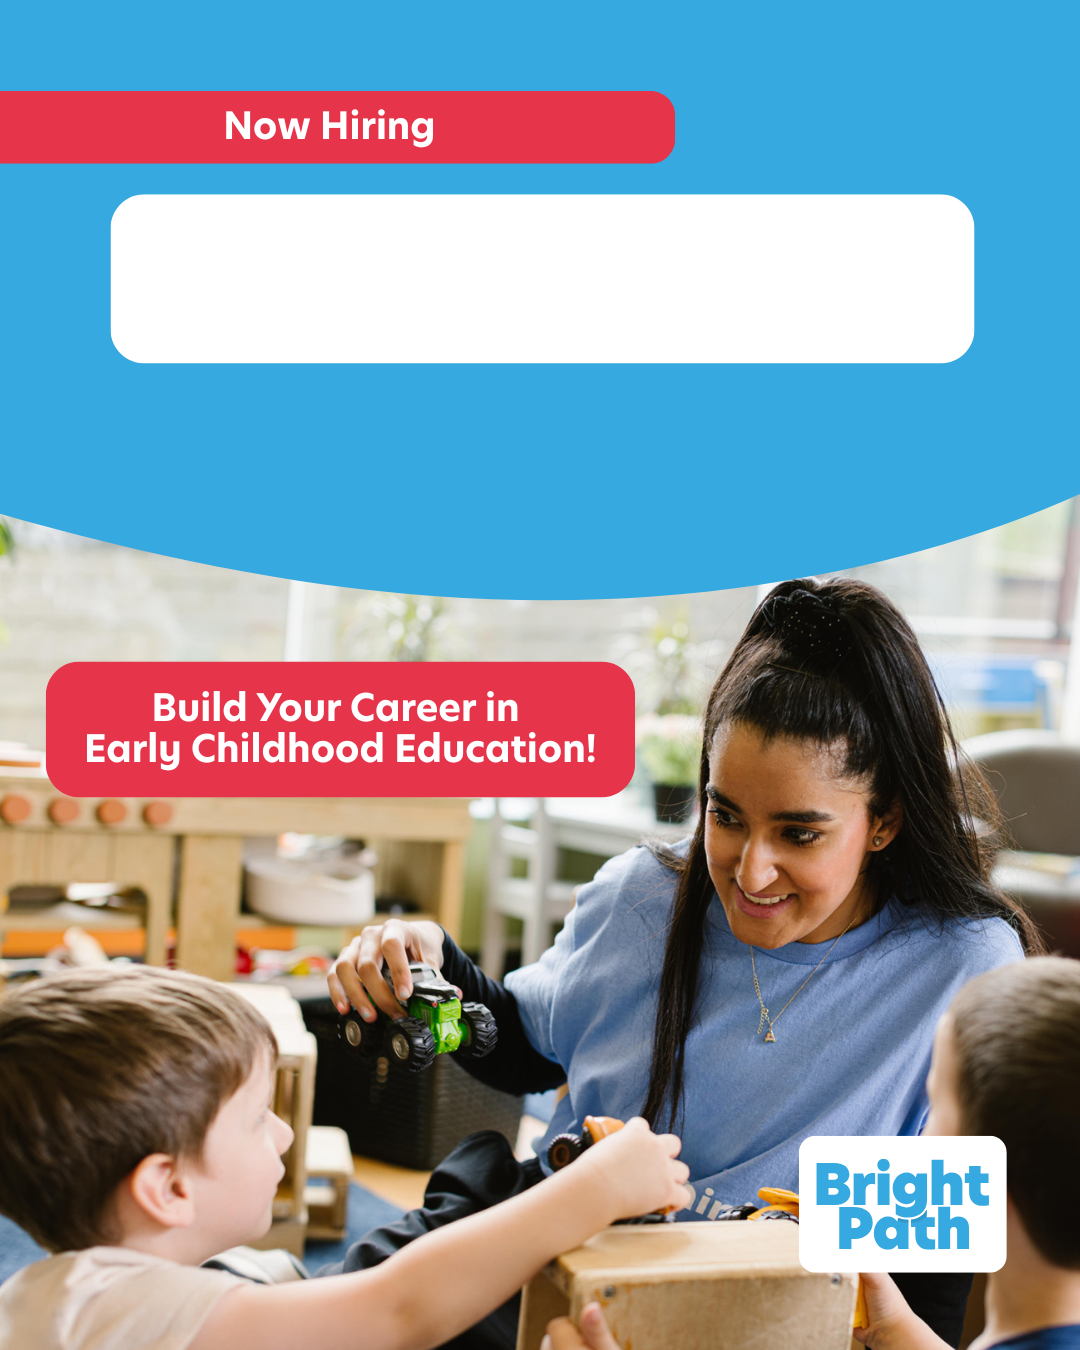 Now Hiring
Build Your Career in
Early Childhood Education!
Bright
Path